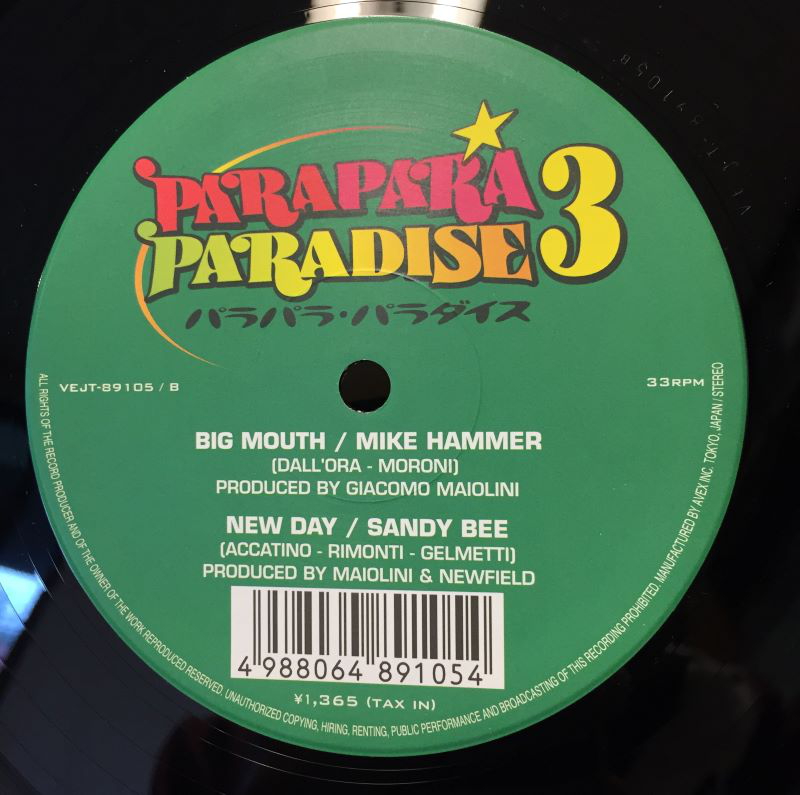 PARAPARA
PARADISE 3
パラパラ・パラダイス
VEJT-89105 / B
33RPM
BIG MOUTH / MIKE HAMMER
(DALL'ORA - MORONI)
PRODUCED BY GIACOMO MAIOLINI
NEW DAY / SANDY BEE
(ACCATINO - RIMONTI - GELMETTI)
PRODUCED BY MAIOLINI & NEWFIELD
4 988064 891054
¥1,365 (TAX IN)
ALL RIGHTS OF THE RECORD PRODUCER AND OF THE OWNER OF THE WORK REPRODUCED RESERVED. UNAUTHORIZED COPYING, HIRING, RENTING, PUBLIC PERFORMANCE AND BROADCASTING OF THIS RECORDING PROHIBITED. MANUFACTURED BY AVEX INC. TOKYO, JAPAN / STEREO